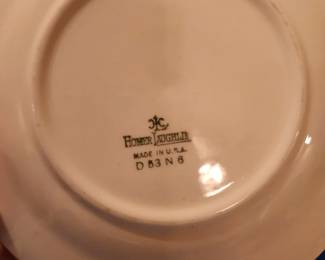 HOMER LAUGHLIN
MADE IN U.S.A.
D 53 N 6